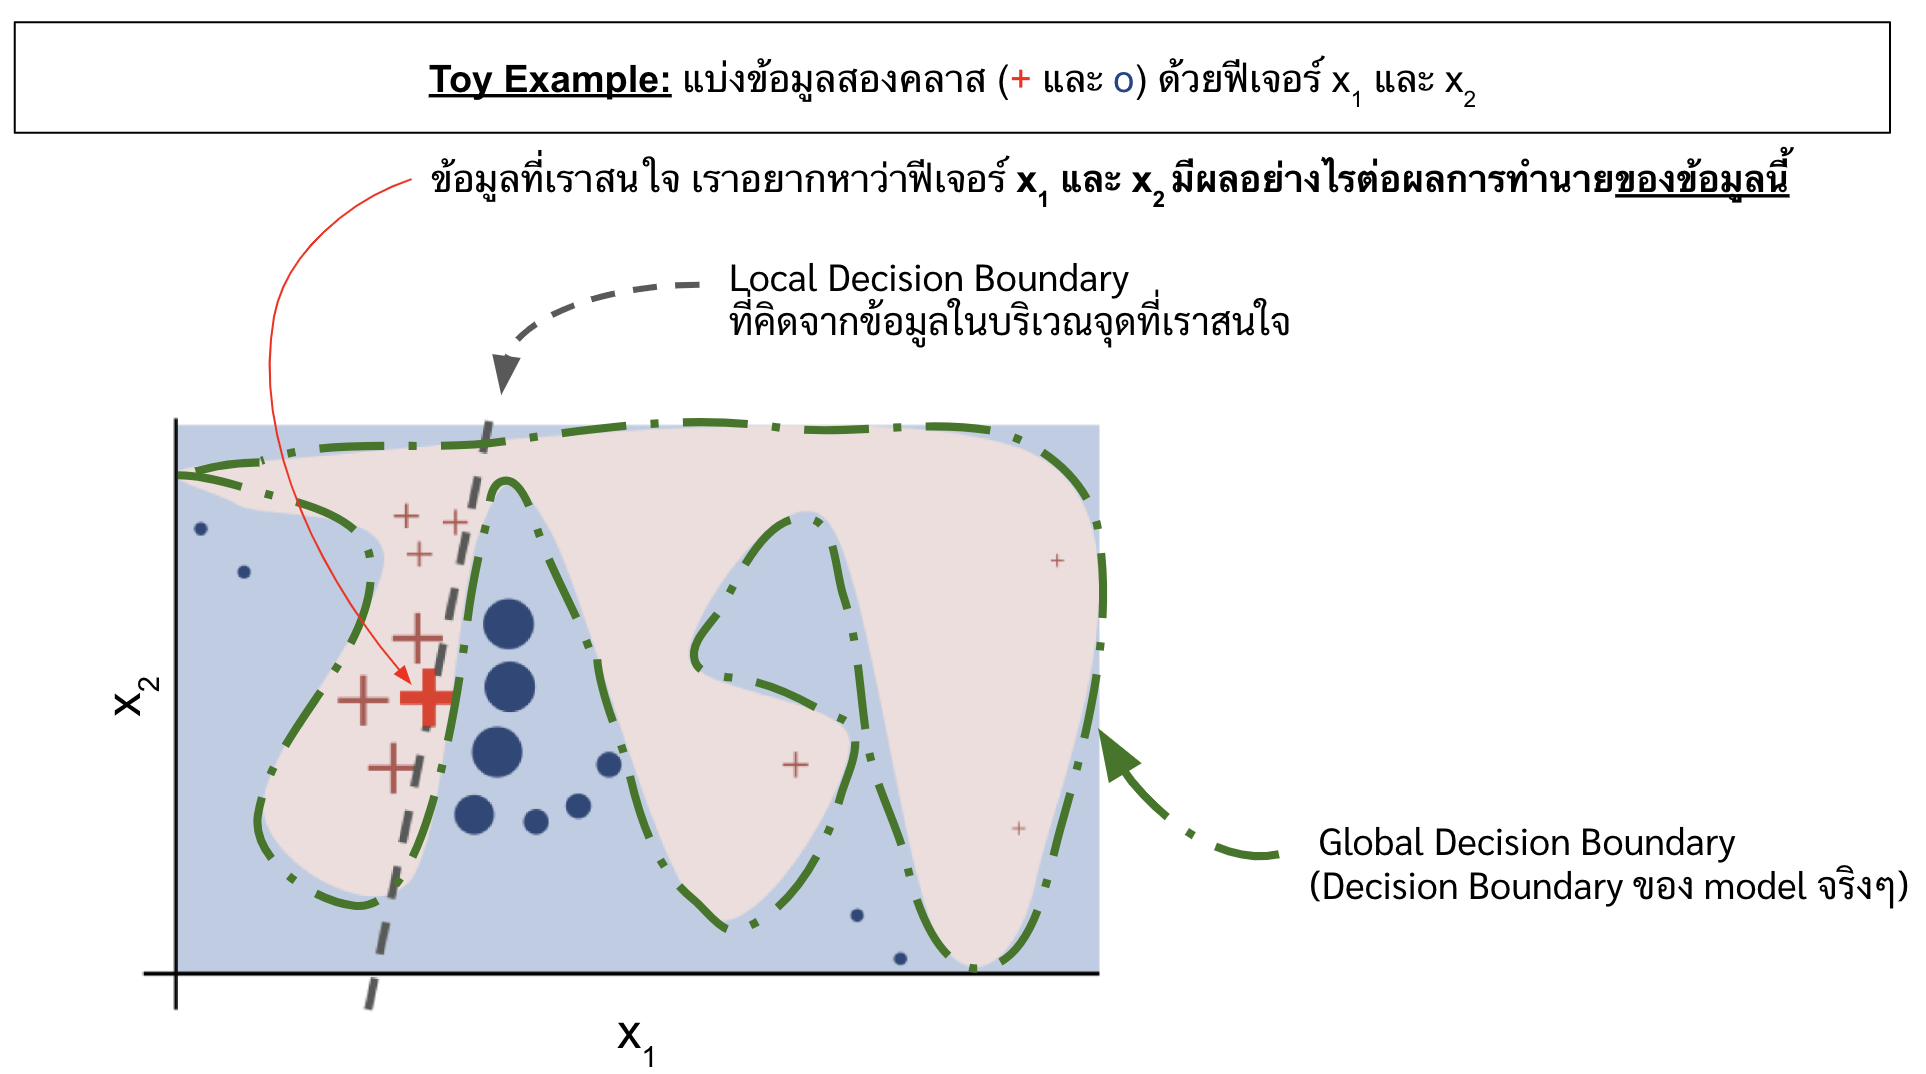 Toy Example: แบ่งข้อมูลสองคลาส (+ และ o) ด้วยฟีเจอร์ x₁ และ x₂
ข้อมูลที่เราสนใจ เราอยากหาว่าฟีเจอร์ x₁ และ x₂ มีผลอย่างไรต่อผลการทำนายของข้อมูลนี้
Local Decision Boundary
ที่คิดจากข้อมูลในบริเวณจุดที่เราสนใจ
x₂
Global Decision Boundary
(Decision Boundary ของ model จริงๆ)
x₁